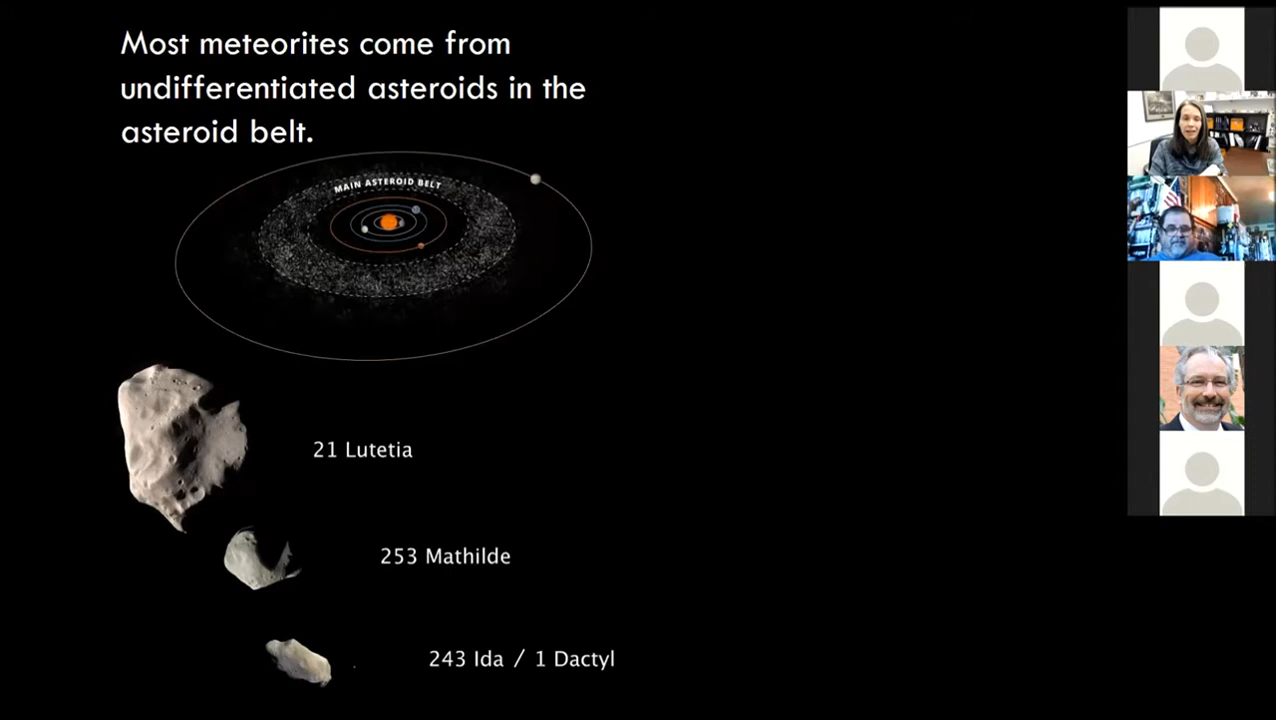 Most meteorites come from
undifferentiated asteroids in the
asteroid belt.
MAIN ASTEROID BELT
21 Lutetia
253 Mathilde
243 Ida / 1 Dactyl